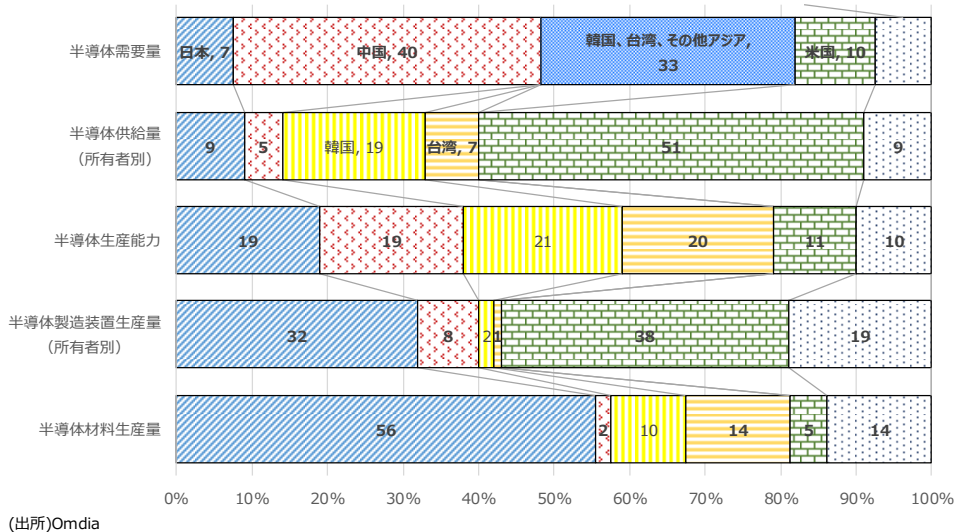 半導体需要量
日本, 7
中国, 40
韓国、台湾、その他アジア,
33
米国, 10
半導体供給量
（所有者別）
9
5
韓国, 19
台湾, 7
51
9
半導体生産能力
19
19
21
20
11
10
半導体製造装置生産量
（所有者別）
32
8
2
1
38
19
半導体材料生産量
56
2
10
14
5
14
0%
10%
20%
30%
40%
50%
60%
70%
80%
90%
100%
(出所)Omdia